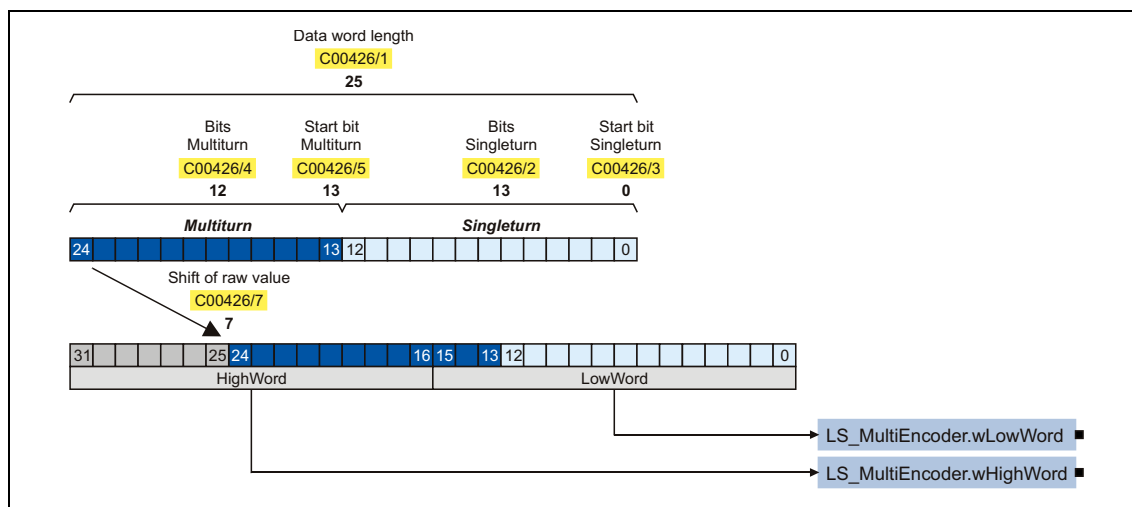 Data word length
C00426/1
25
Bits Multiturn
C00426/4
12
Start bit Multiturn
C00426/5
13
Bits Singleturn
C00426/2
13
Start bit Singleturn
C00426/3
0
Multiturn Singleturn
24 13 12 0
Shift of raw value
C00426/7
7
31 25 24 16 15 13 12 0
HighWord LowWord
LS_MultiEncoder.wLowWord
LS_MultiEncoder.wHighWord